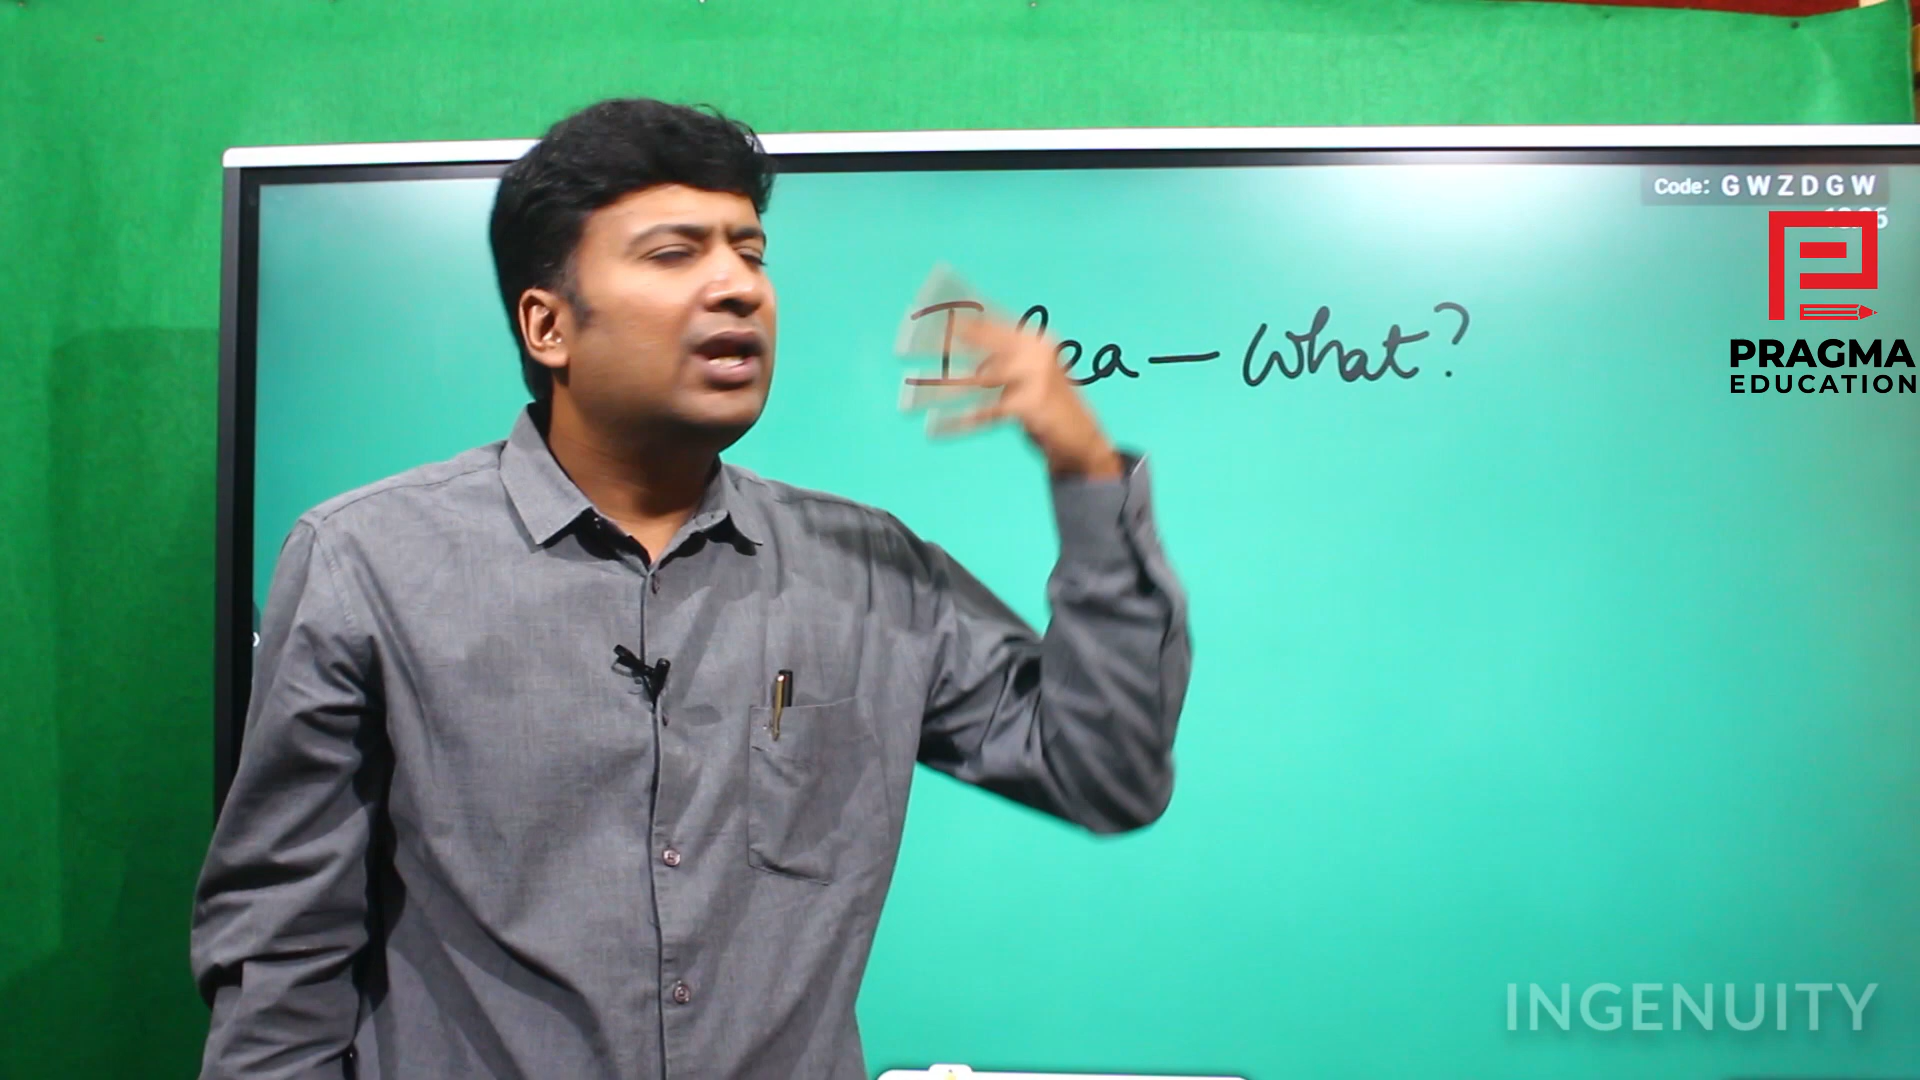 Code: GWZDGW
Idea — What?
PRAGMA
EDUCATION
INGENUITY